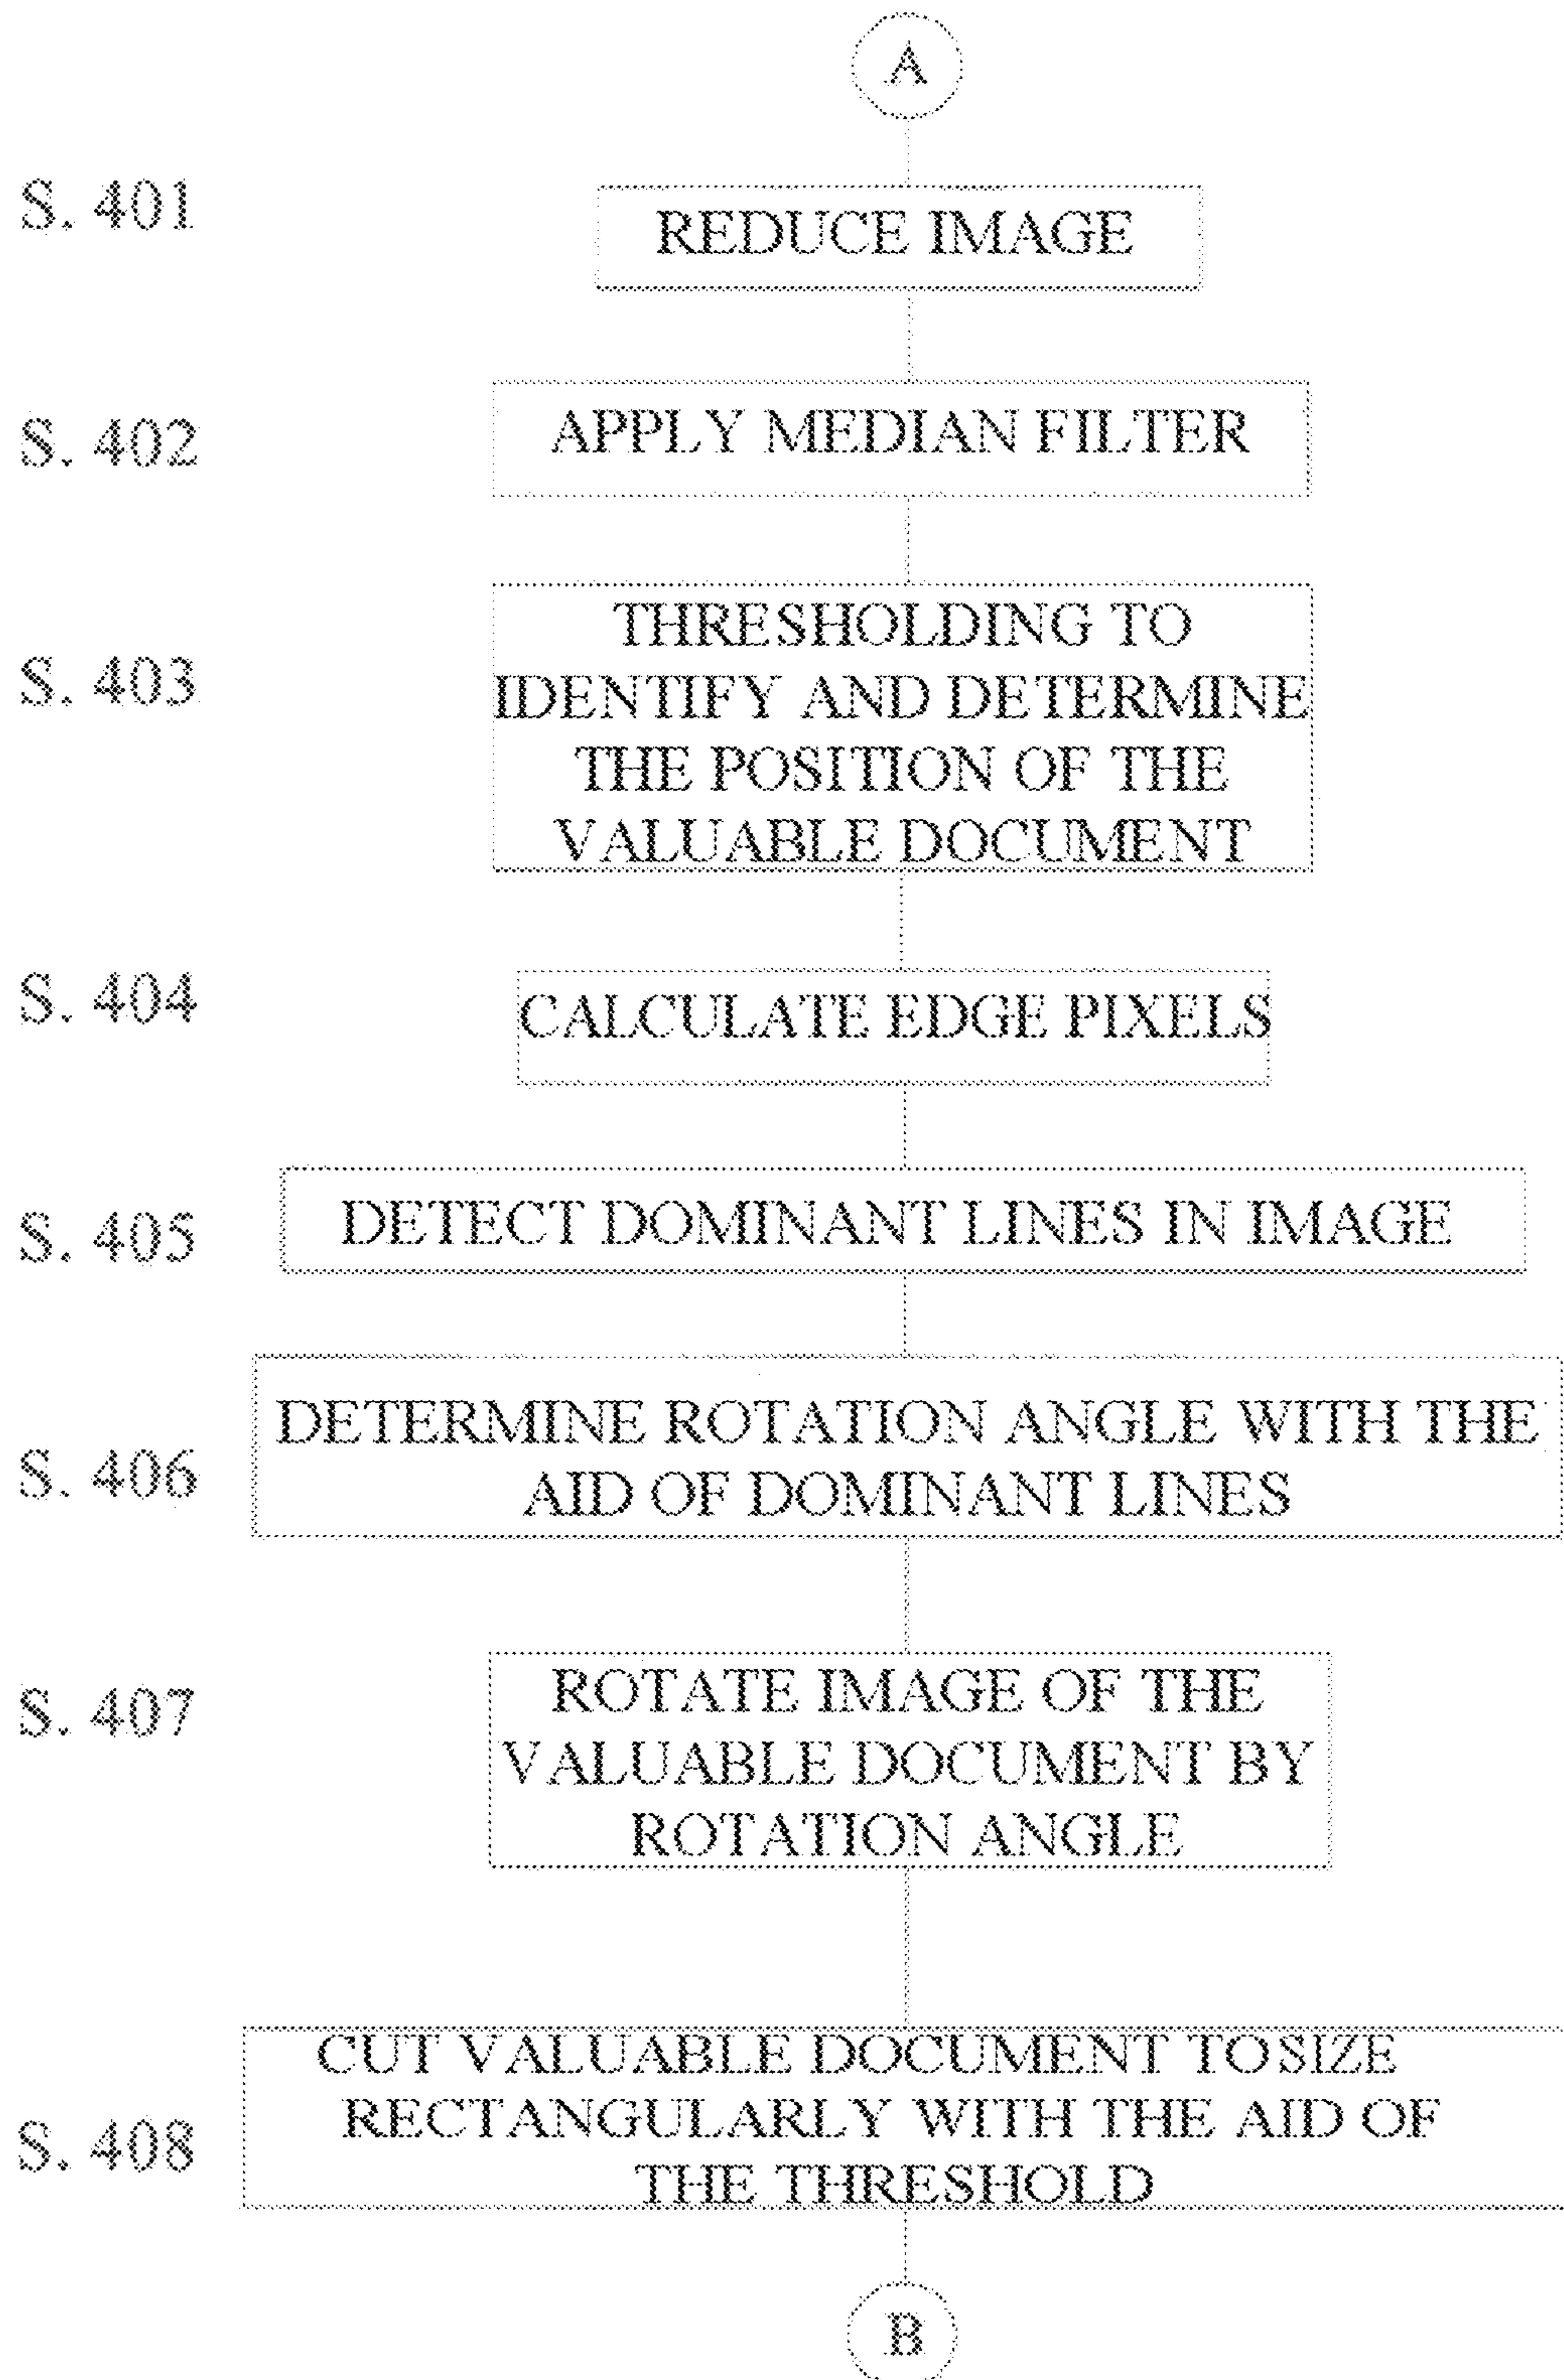 A
S. 401
REDUCE IMAGE
S. 402
APPLY MEDIAN FILTER
S. 403
THRESHOLDING TO
IDENTIFY AND DETERMINE
THE POSITION OF THE
VALUABLE DOCUMENT
S. 404
CALCULATE EDGE PIXELS
S. 405
DETECT DOMINANT LINES IN IMAGE
S. 406
DETERMINE ROTATION ANGLE WITH THE
AID OF DOMINANT LINES
S. 407
ROTATE IMAGE OF THE
VALUABLE DOCUMENT BY
ROTATION ANGLE
S. 408
CUT VALUABLE DOCUMENT TO SIZE
RECTANGULARLY WITH THE AID OF
THE THRESHOLD
B